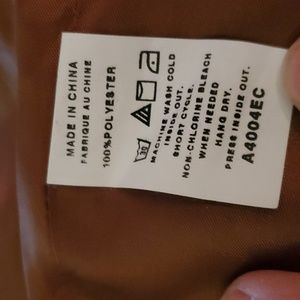 MADE IN CHINA
FABRIQUE AU CHINE
100%POLYESTER
30
MACHINE WASH COLD
INSIDE OUT.
SHORT CYCLE.
NON-CHLORINE BLEACH
WHEN NEEDED
HANG DRY.
PRESS INSIDE OUT.
A4004EC